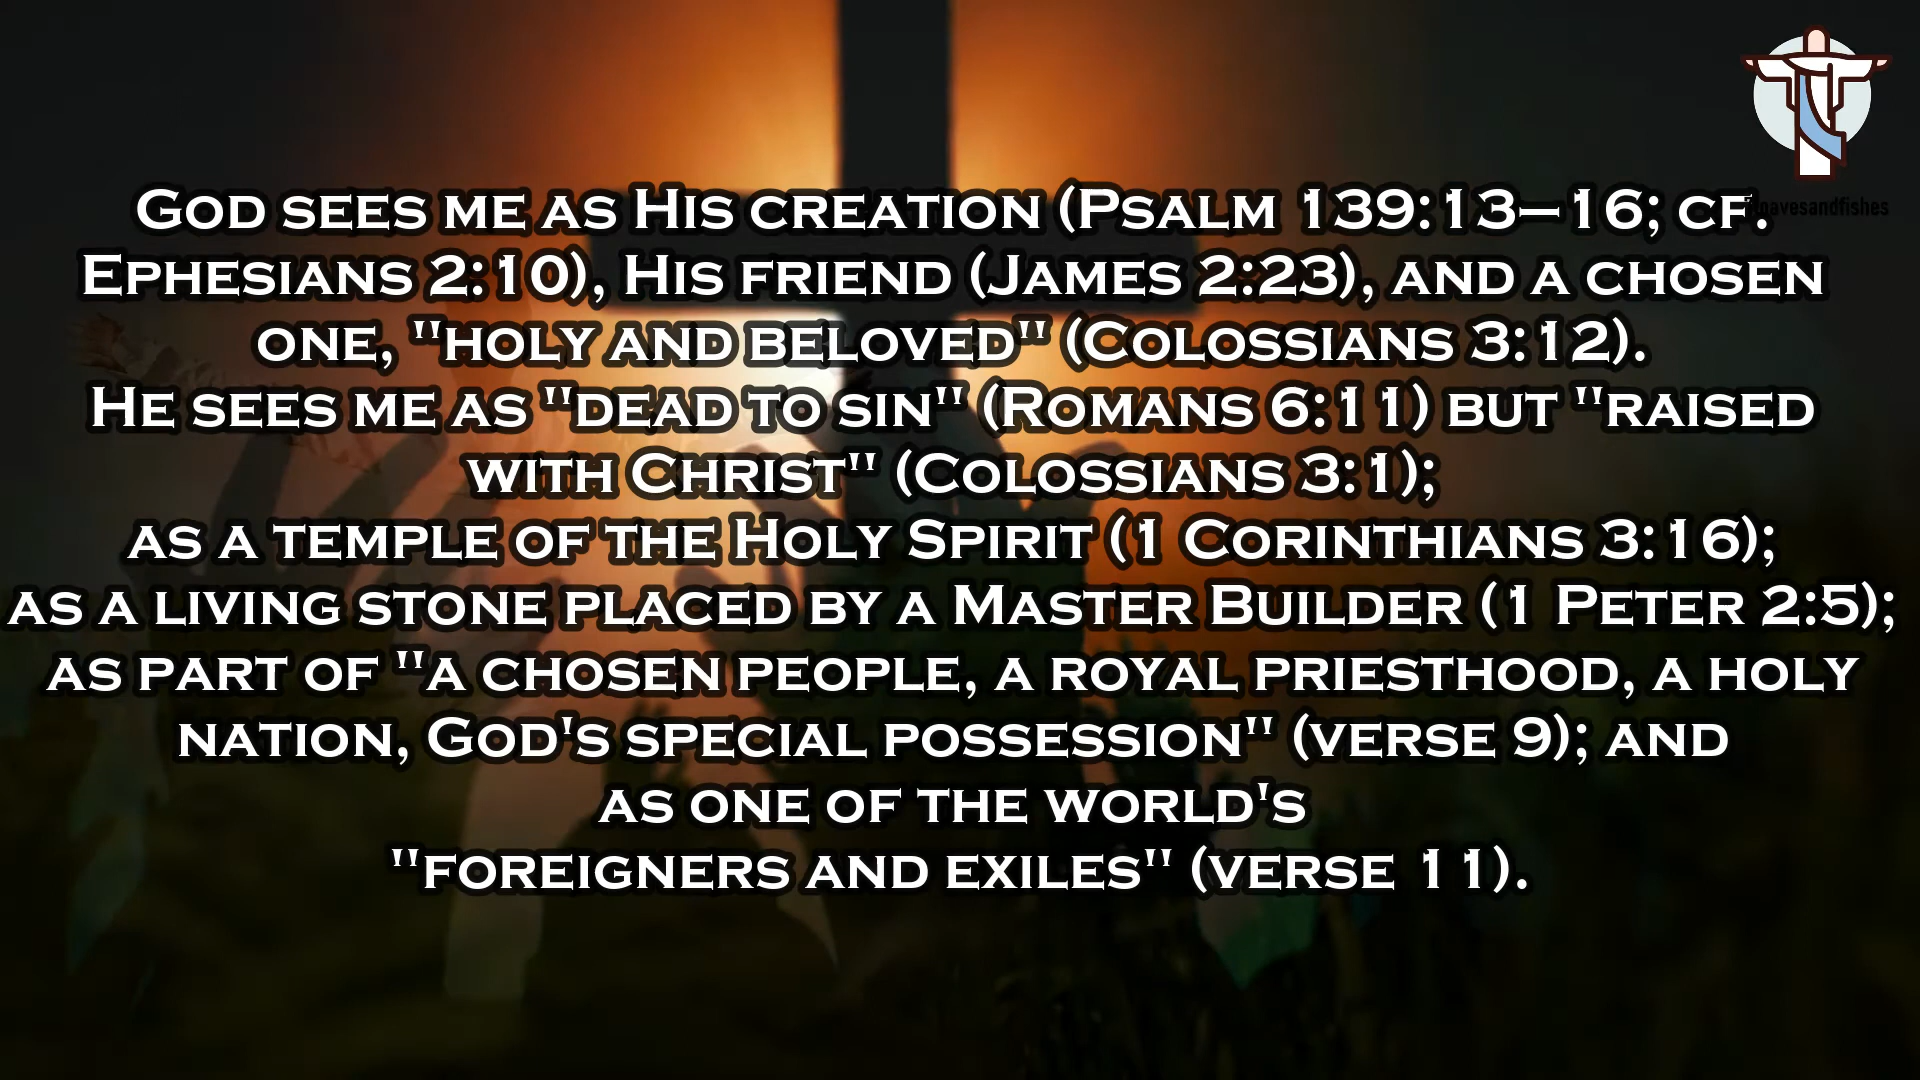 God sees me as His creation (Psalm 139:13–16; cf.
Ephesians 2:10), His friend (James 2:23), and a chosen
one, "holy and beloved" (Colossians 3:12).
He sees me as "dead to sin" (Romans 6:11) but "raised
with Christ" (Colossians 3:1);
as a temple of the Holy Spirit (1 Corinthians 3:16);
as a living stone placed by a Master Builder (1 Peter 2:5);
as part of "a chosen people, a royal priesthood, a holy
nation, God's special possession" (verse 9); and
as one of the world's
"foreigners and exiles" (verse 11).